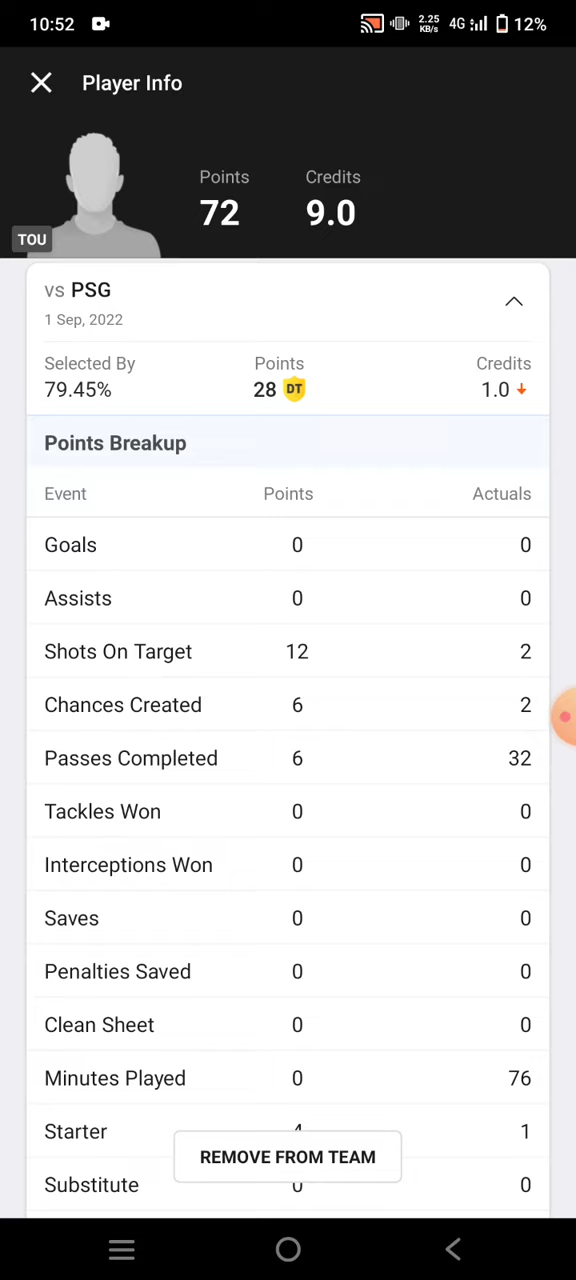 10:52 2.25 KB/s 4G 12%
Player Info
Points Credits
72 9.0
TOU
vs PSG
1 Sep, 2022
Selected By Points Credits
79.45% 28 DT 1.0
Points Breakup
Event Points Actuals
Goals 0 0
Assists 0 0
Shots On Target 12 2
Chances Created 6 2
Passes Completed 6 32
Tackles Won 0 0
Interceptions Won 0 0
Saves 0 0
Penalties Saved 0 0
Clean Sheet 0 0
Minutes Played 0 76
Starter 4 1
REMOVE FROM TEAM
Substitute 0 0